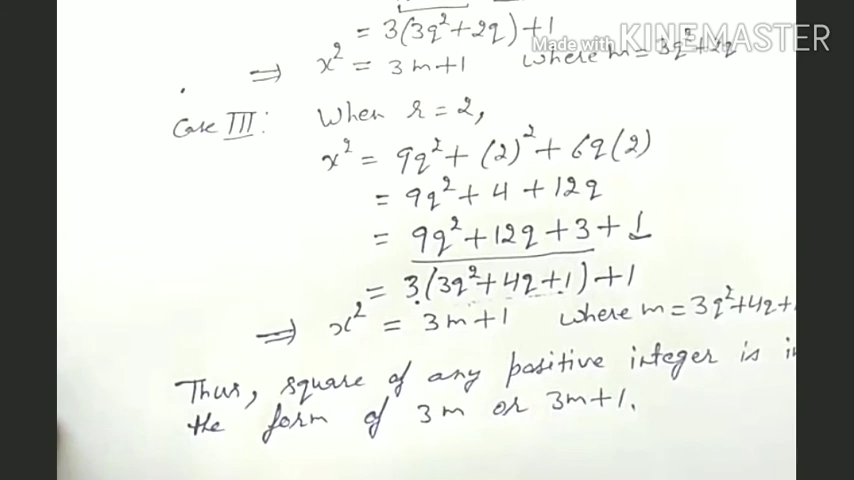 = 3(3q²+2q)+1
Made with KINEMASTER
⇒ x² = 3m+1 where m = 3q²+2q
Case III: When r = 2,
x² = 9q² + (2)² + 6q(2)
= 9q² + 4 + 12q
= 9q² + 12q + 3 + 1
= 3(3q²+4q+1)+1
⇒ x² = 3m+1 where m = 3q²+4q+
Thus, square of any positive integer is in
the form of 3m or 3m+1.